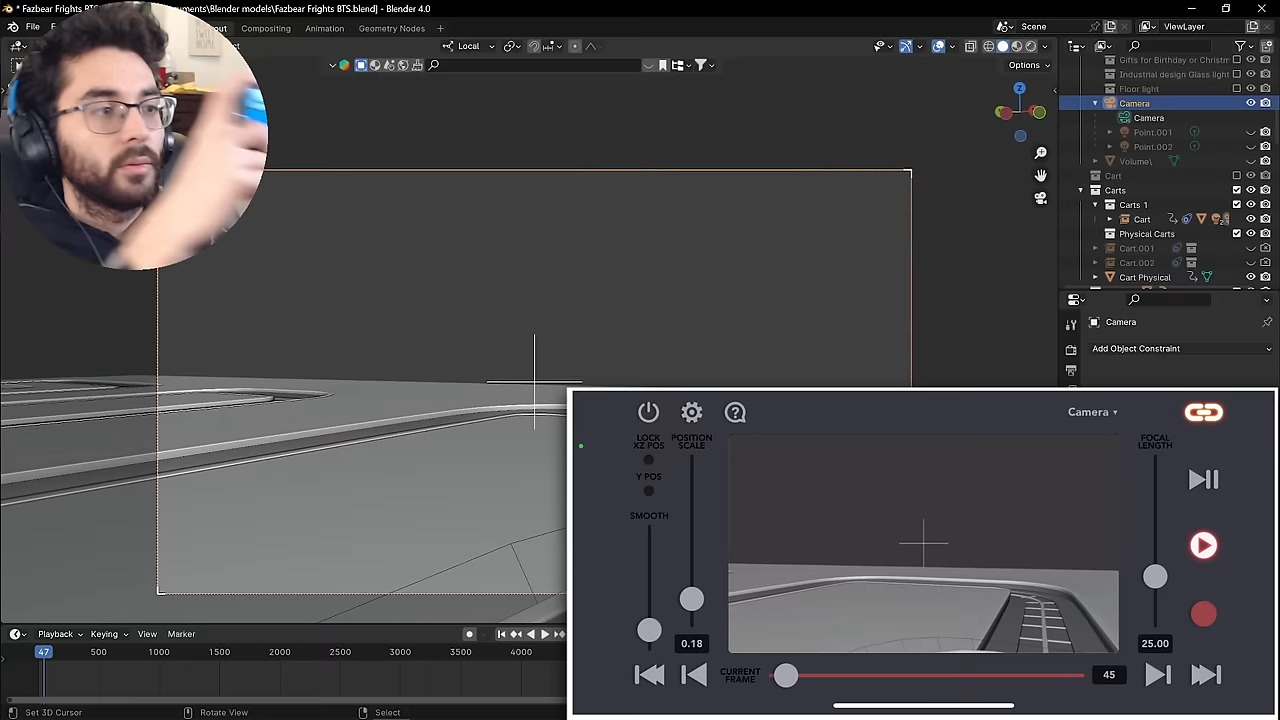 * Fazbear Frights BTS
uments\Blender models\Fazbear Frights BTS.blend] - Blender 4.0
File
Compositing
Animation
Geometry Nodes
+
Scene
ViewLayer
Local
Options
Z
Gifts for Birthday or Christm
Industrial design Glass light
Floor light
Camera
Camera
Point.001
Point.002
Volume\
Cart
Carts
Carts 1
Cart
Physical Carts
Cart.001
Cart.002
Cart Physical
Camera
Add Object Constraint
Camera
LOCK
XZ POS
POSITION
SCALE
Y POS
SMOOTH
0.18
FOCAL
LENGTH
25.00
CURRENT
FRAME
45
Playback
Keying
View
Marker
47
500
1000
1500
2000
2500
3000
3500
4000
Set 3D Cursor
Rotate View
Select